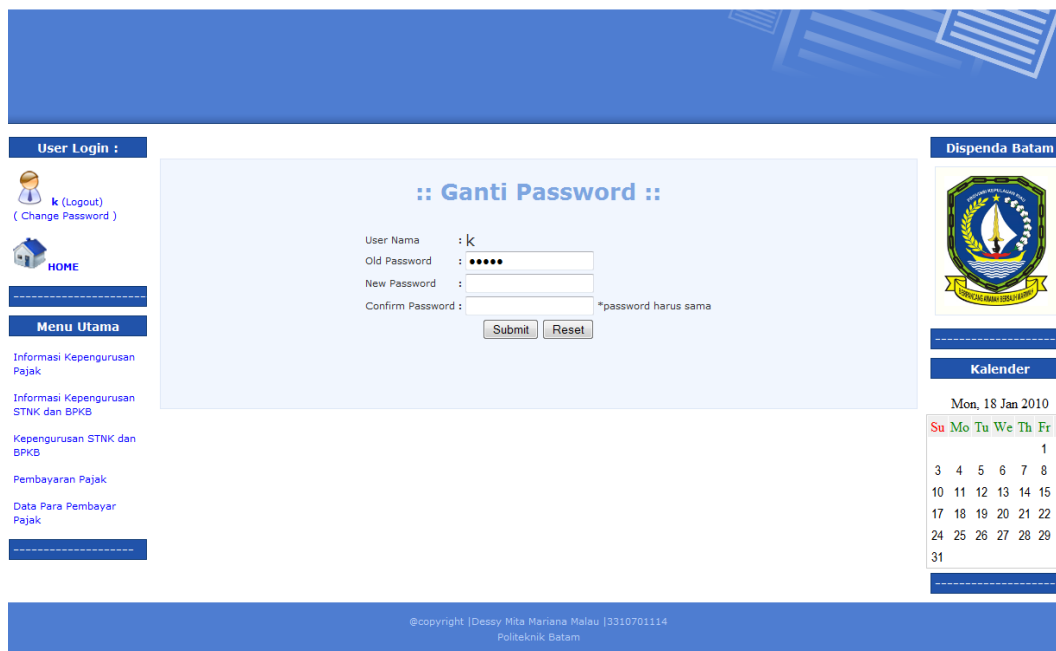 User Login :
k (Logout)
( Change Password )
HOME
----------------------
Menu Utama
Informasi Kepengurusan
Pajak
Informasi Kepengurusan
STNK dan BPKB
Kepengurusan STNK dan
BPKB
Pembayaran Pajak
Data Para Pembayar
Pajak
--------------------
:: Ganti Password ::
User Nama : k
Old Password : •••••
New Password :
Confirm Password : *password harus sama
Submit Reset
Dispenda Batam
PROVINSI KEPULAUAN RIAU
--------------------
Kalender
Mon, 18 Jan 2010
Su Mo Tu We Th Fr
1
3 4 5 6 7 8
10 11 12 13 14 15
17 18 19 20 21 22
24 25 26 27 28 29
31
--------------------
@copyright |Dessy Mita Mariana Malau |3310701114
Politeknik Batam